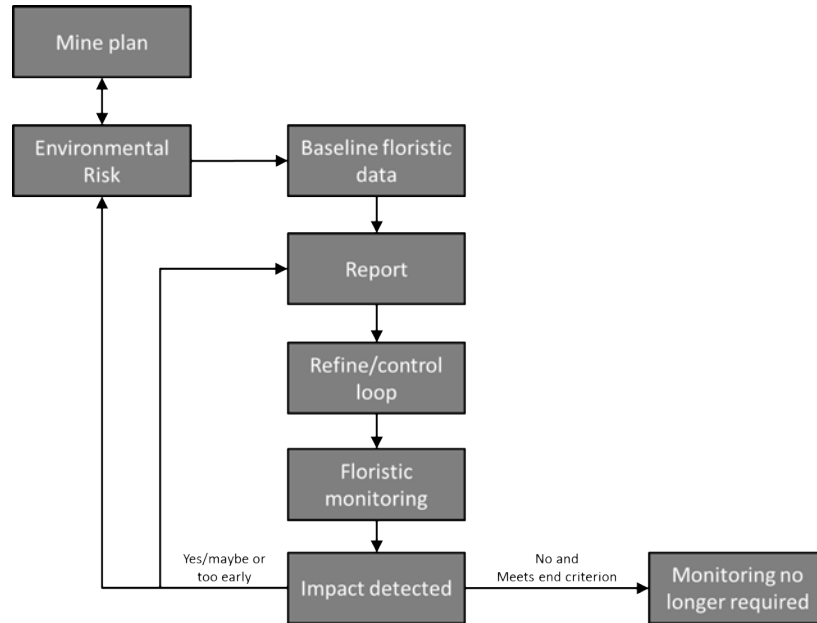 Mine plan
Environmental
Risk
Baseline floristic
data
Report
Refine/control
loop
Floristic
monitoring
Yes/maybe or
too early
Impact detected
No and
Meets end criterion
Monitoring no
longer required